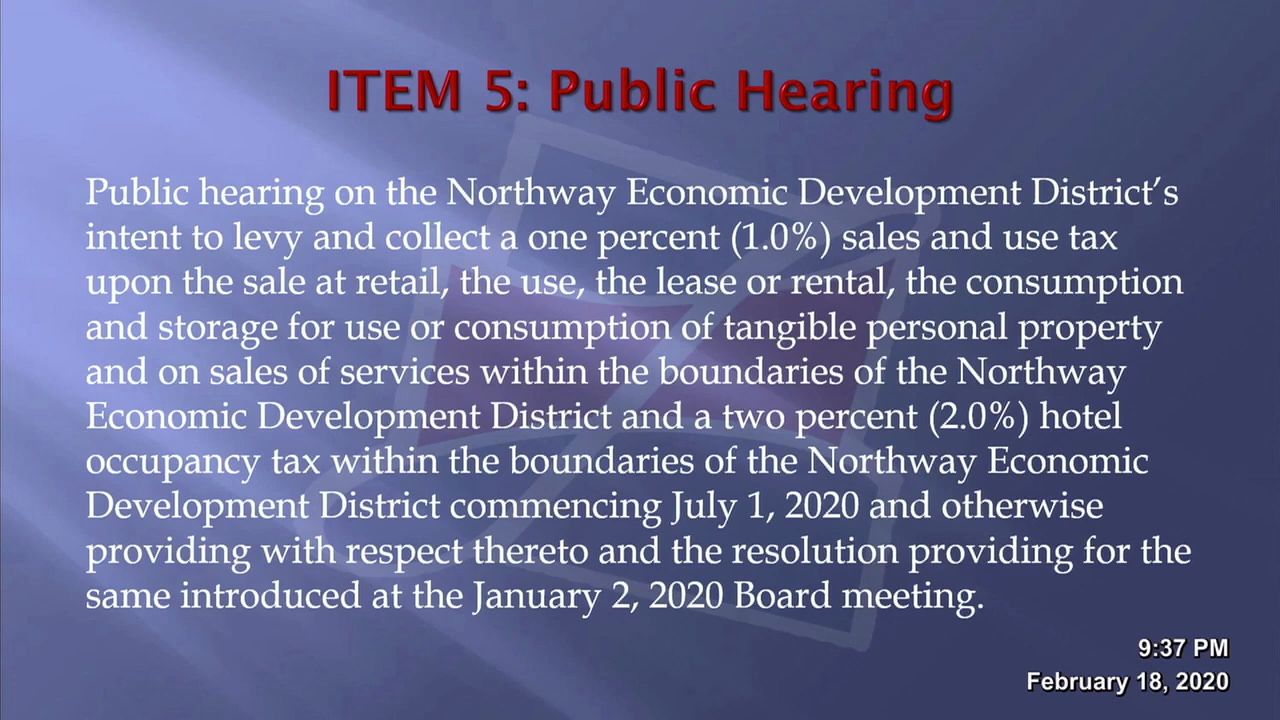 ITEM 5: Public Hearing
Public hearing on the Northway Economic Development District’s
intent to levy and collect a one percent (1.0%) sales and use tax
upon the sale at retail, the use, the lease or rental, the consumption
and storage for use or consumption of tangible personal property
and on sales of services within the boundaries of the Northway
Economic Development District and a two percent (2.0%) hotel
occupancy tax within the boundaries of the Northway Economic
Development District commencing July 1, 2020 and otherwise
providing with respect thereto and the resolution providing for the
same introduced at the January 2, 2020 Board meeting.
9:37 PM
February 18, 2020